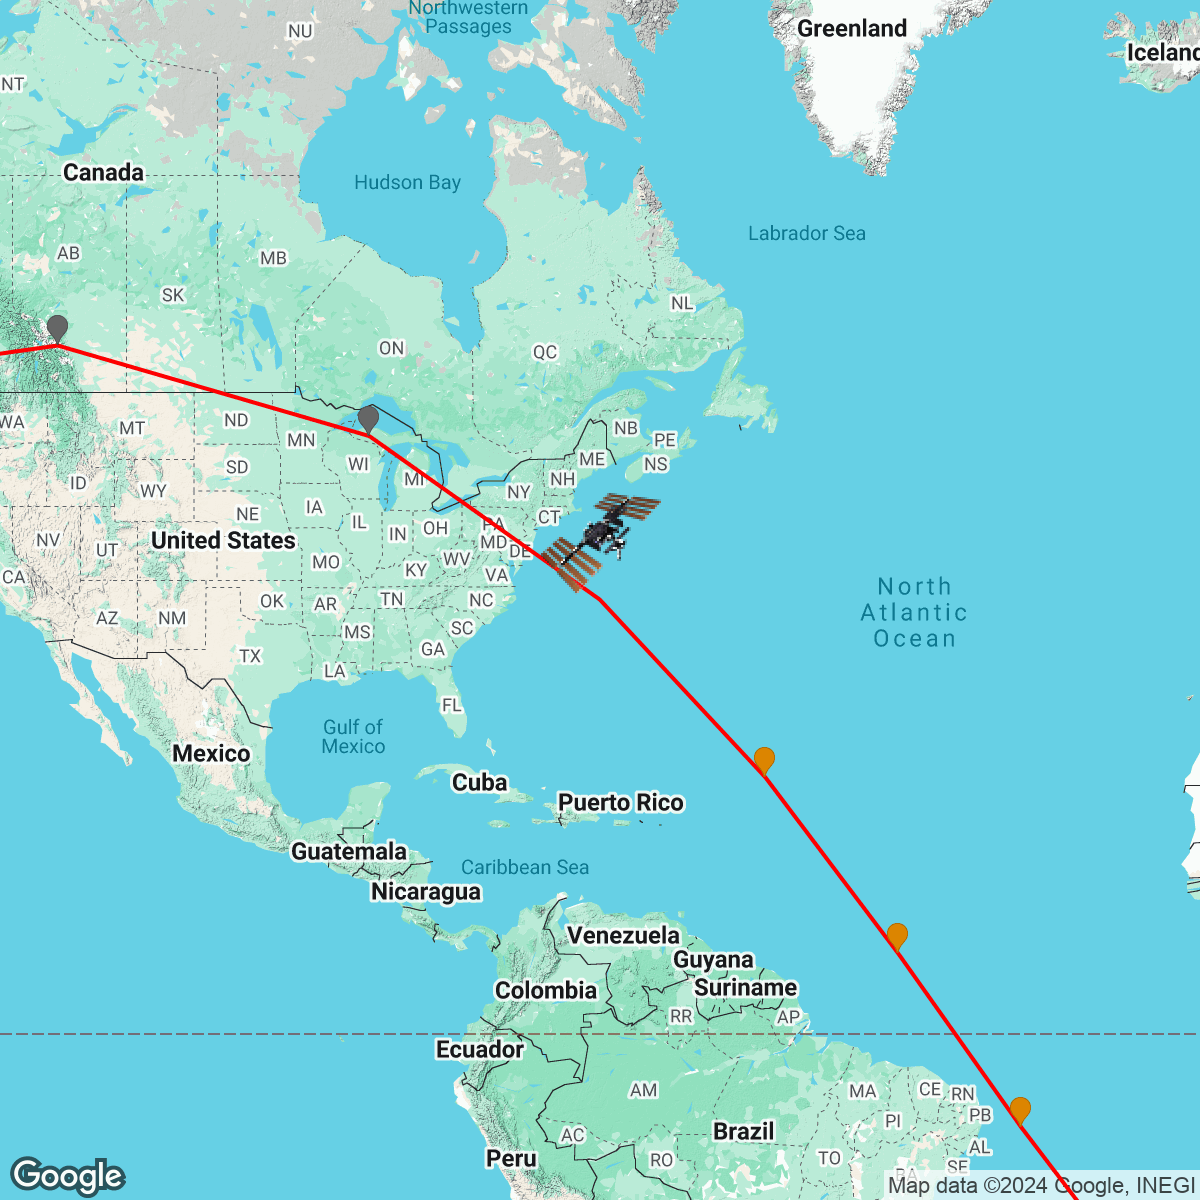 Northwestern
Passages
Greenland
Iceland
NU
NT
Canada
Hudson Bay
Labrador Sea
AB
MB
SK
NL
ON
QC
WA
MT
ND
MN
NB
PE
ME
NS
WI
MI
SD
ID
WY
NH
NY
IA
NE
CT
PA
NV
UT
United States
IL
IN
OH
MD
DE
CA
MO
KY
WV
VA
North
Atlantic
Ocean
AZ
NM
OK
AR
TN
NC
MS
SC
TX
GA
LA
FL
Gulf of
Mexico
Mexico
Cuba
Puerto Rico
Guatemala
Caribbean Sea
Nicaragua
Venezuela
Guyana
Suriname
Colombia
RR
AP
Ecuador
AM
MA
CE
RN
PB
PI
AC
Brazil
AL
Peru
RO
TO
SE
BA
Google
Map data ©2024 Google, INEGI